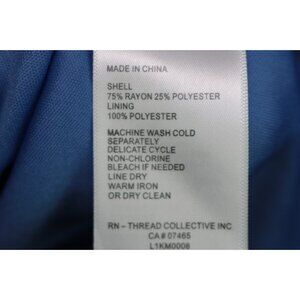 MADE IN CHINA
SHELL
75% RAYON 25% POLYESTER
LINING
100% POLYESTER
MACHINE WASH COLD
SEPARATELY
DELICATE CYCLE
NON-CHLORINE
BLEACH IF NEEDED
LINE DRY
WARM IRON
OR DRY CLEAN
RN - THREAD COLLECTIVE INC
CA # 07465
L1KM0008